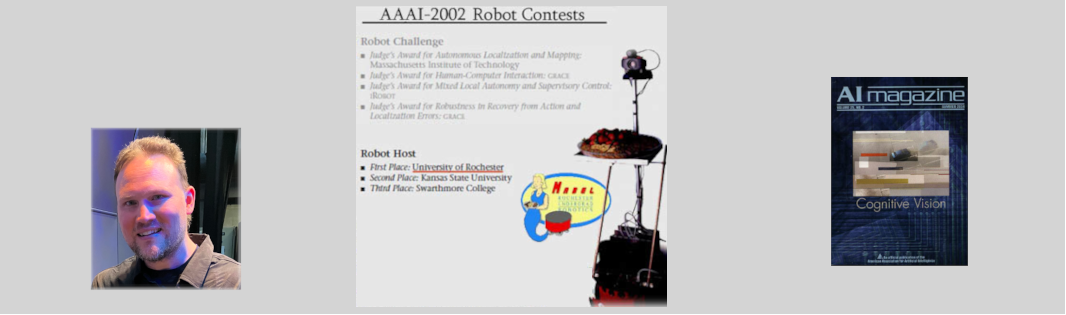 AAAI-2002 Robot Contests
Robot Challenge
■ Judge's Award for Autonomous Localization and Mapping:
Massachusetts Institute of Technology
■ Judge's Award for Human-Computer Interaction: GRACE
■ Judge's Award for Mixed Local Autonomy and Supervisory Control:
iROBOT
■ Judge's Award for Robustness in Recovery from Action and
Localization Errors: GRACE
Robot Host
■ First Place: University of Rochester
■ Second Place: Kansas State University
■ Third Place: Swarthmore College
MABEL
ROCHESTER
ROBOTICS
AI magazine
Cognitive Vision